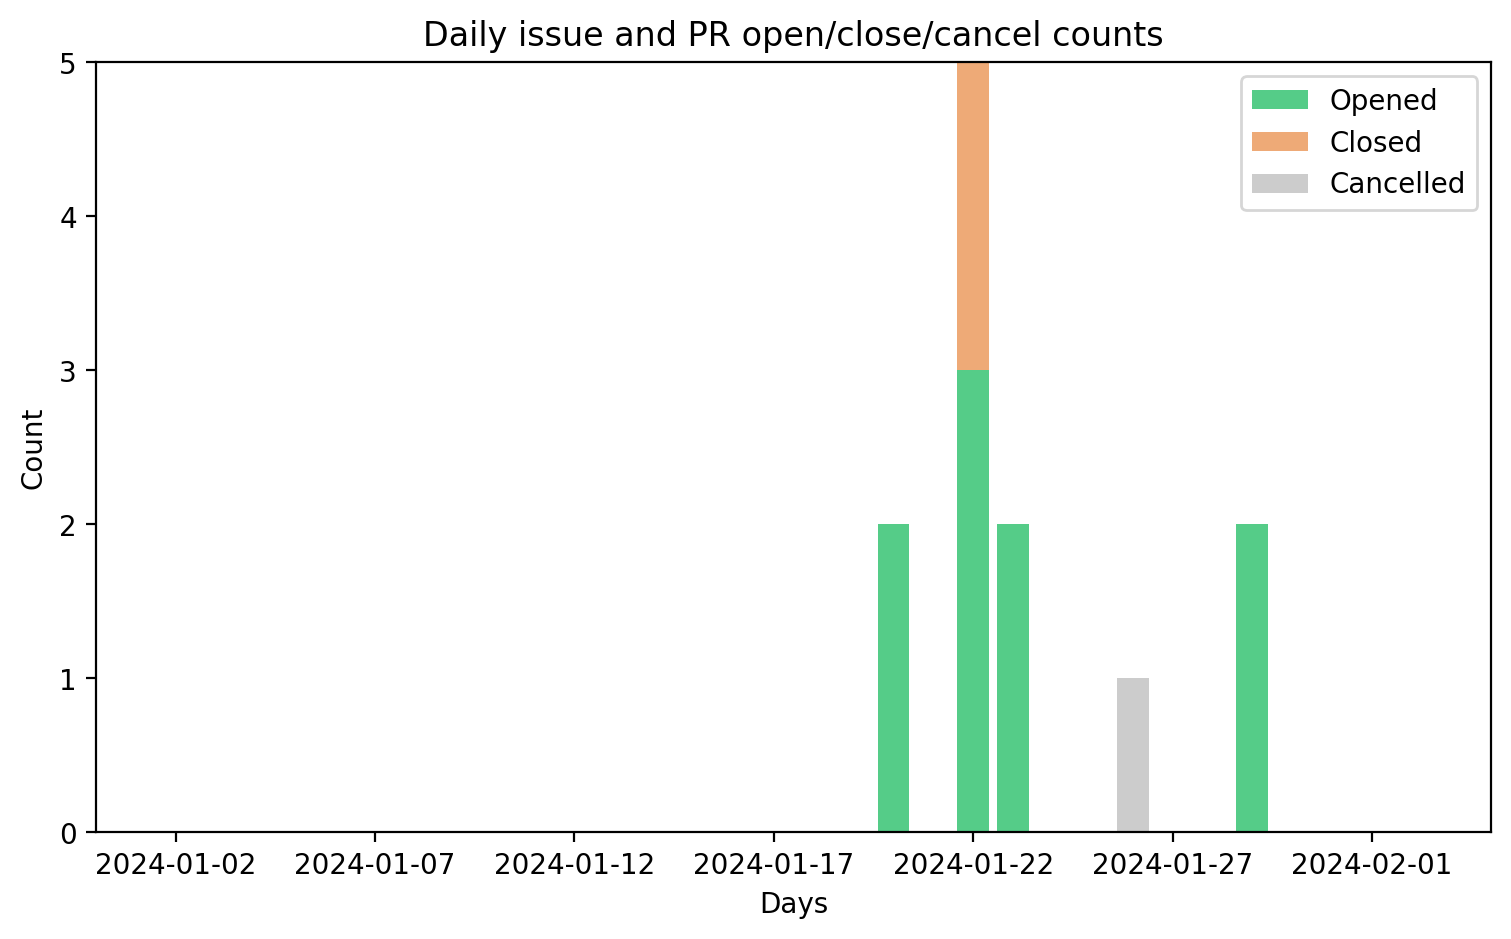 Daily issue and PR open/close/cancel counts
5
4
3
2
1
0
Count
Opened
Closed
Cancelled
2024-01-02 2024-01-07 2024-01-12 2024-01-17 2024-01-22 2024-01-27 2024-02-01
Days